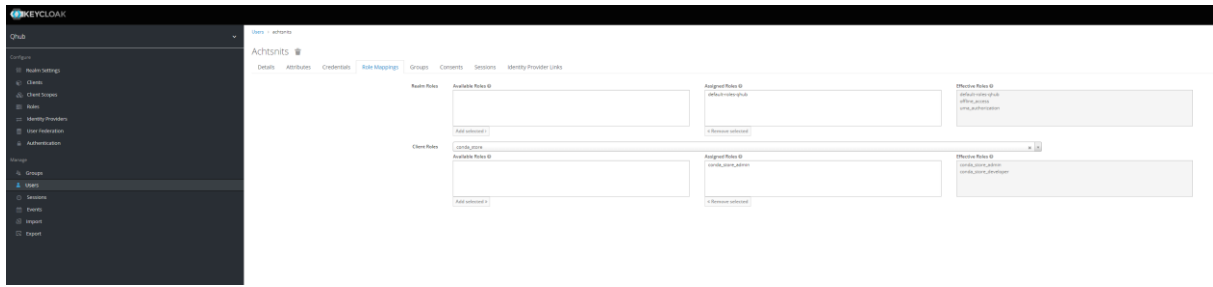 KEYCLOAK
Qhub
Users > achtsnits
Achtsnits
Details Attributes Credentials Role Mappings Groups Consents Sessions Identity Provider Links
Configure
Realm Settings
Clients
Client Scopes
Roles
Identity Providers
User Federation
Authentication
Manage
Groups
Users
Sessions
Events
Import
Export
Realm Roles Available Roles Assigned Roles Effective Roles
default-roles-qhub default-roles-qhub
offline_access
uma_authorization
Add selected » « Remove selected
Client Roles conda_store
Available Roles Assigned Roles Effective Roles
conda_store_admin conda_store_admin
conda_store_developer
Add selected » « Remove selected